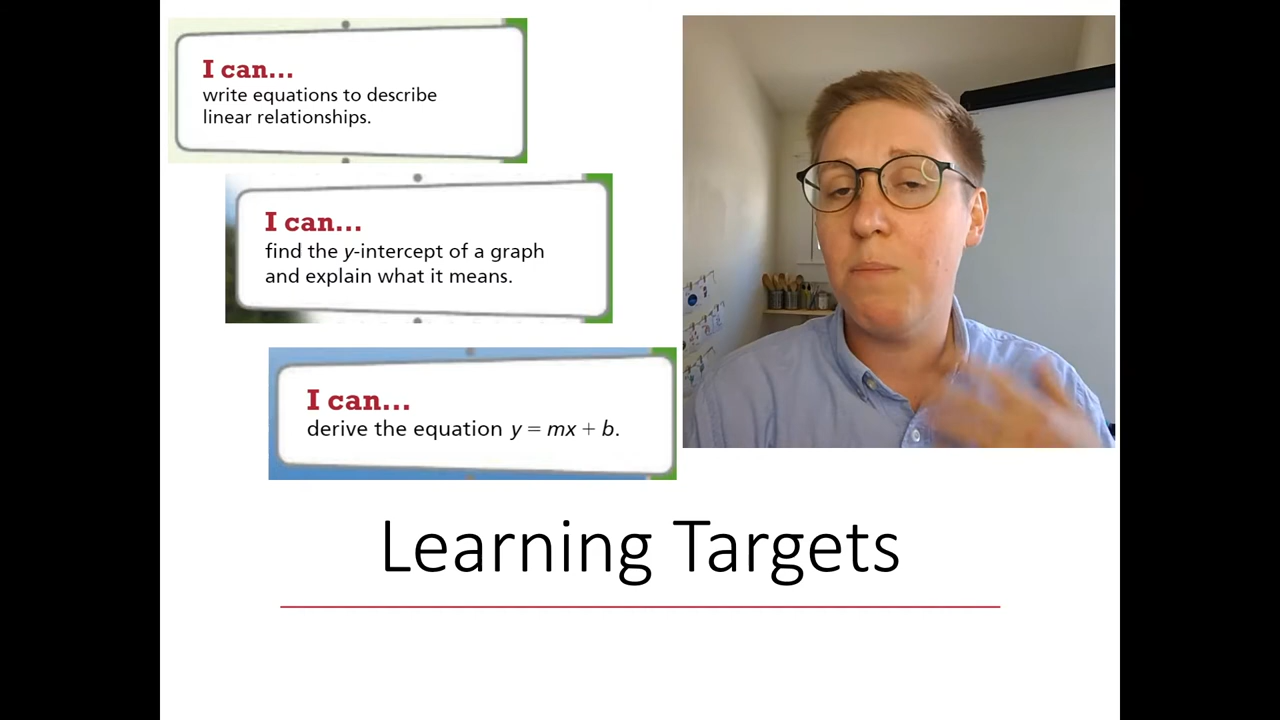 I can...
write equations to describe
linear relationships.
I can...
find the y-intercept of a graph
and explain what it means.
I can...
derive the equation y = mx + b.
Learning Targets